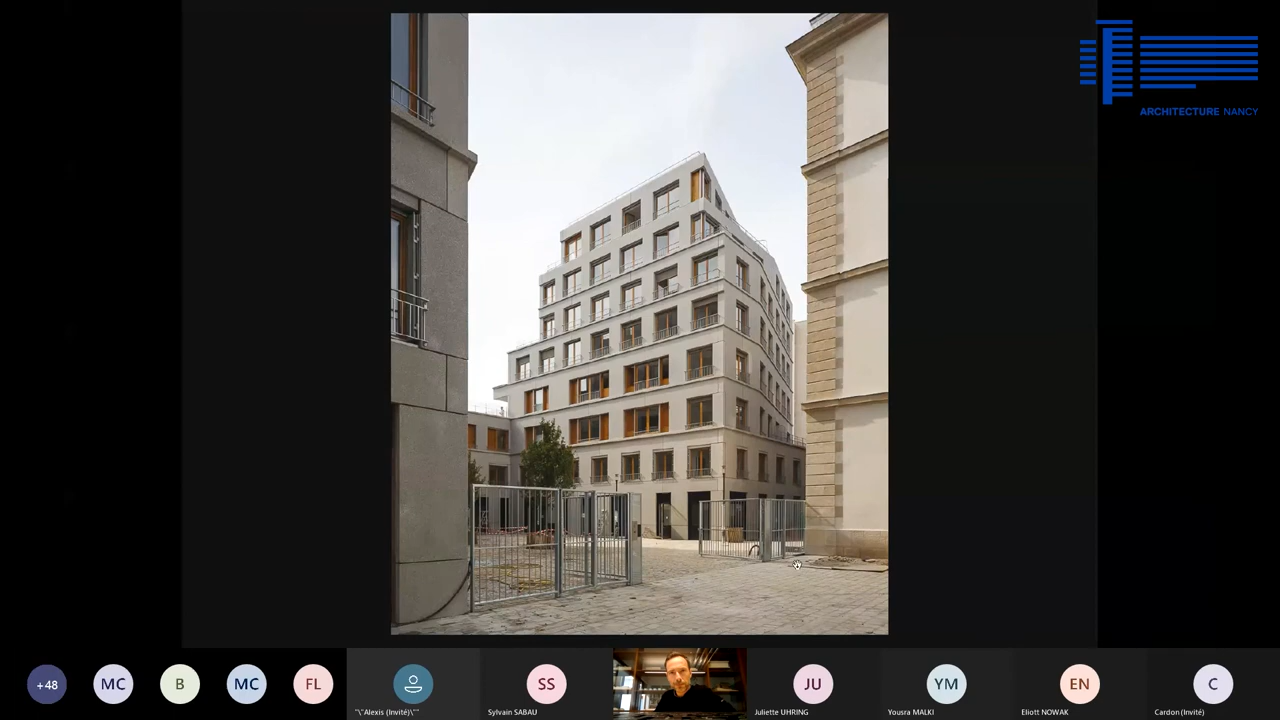 ARCHITECTURE NANCY
+48
MC
B
MC
FL
SS
JU
YM
EN
C
"\"Alexis (Invité)\""
Sylvain SABAU
Juliette UHRING
Yousra MALKI
Eliott NOWAK
Cardon (Invité)